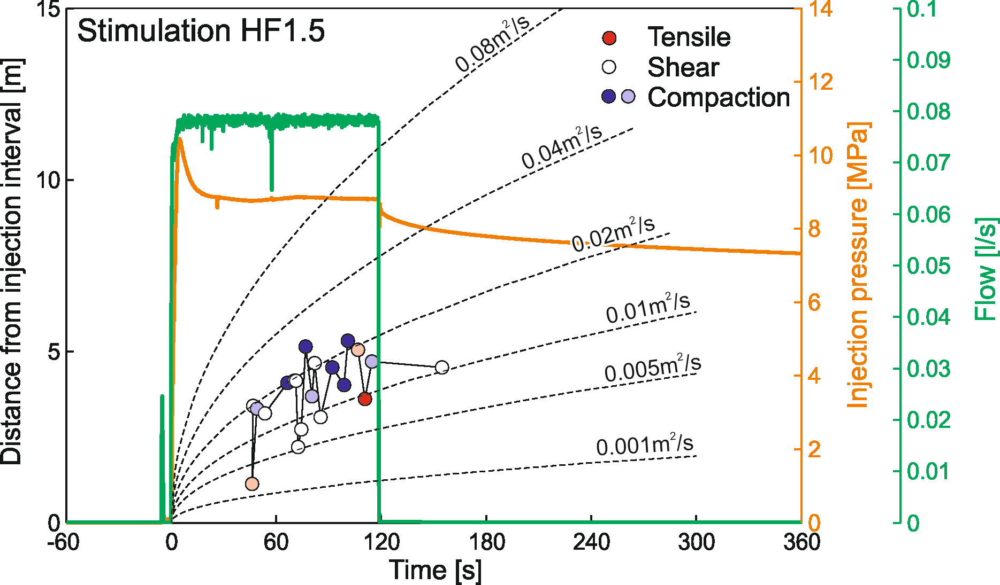 Stimulation HF1.5
Tensile
Shear
Compaction
0.08m²/s
0.04m²/s
0.02m²/s
0.01m²/s
0.005m²/s
0.001m²/s
Distance from injection interval [m]
15
10
5
0
-60 0 60 120 180 240 300 360
Time [s]
14
12
10
8
6
4
2
0
Injection pressure [MPa]
0.1
0.09
0.08
0.07
0.06
0.05
0.04
0.03
0.02
0.01
0
Flow [l/s]